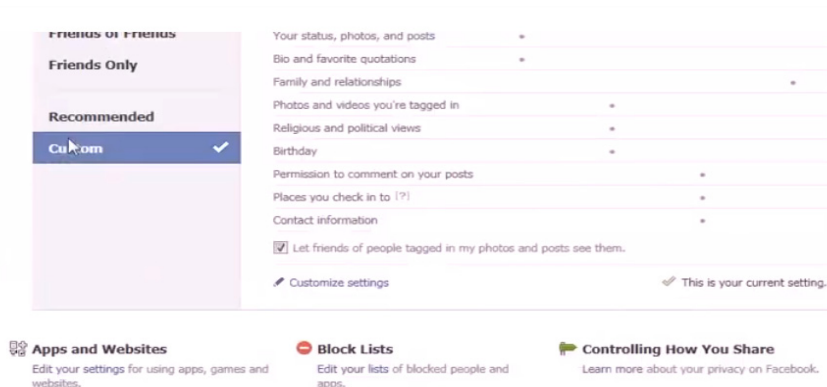 Friends of Friends
Friends Only
Recommended
Custom
Your status, photos, and posts
Bio and favorite quotations
Family and relationships
Photos and videos you're tagged in
Religious and political views
Birthday
Permission to comment on your posts
Places you check in to [?]
Contact information
Let friends of people tagged in my photos and posts see them.
Customize settings
This is your current setting.
Apps and Websites
Edit your settings for using apps, games and
websites.
Block Lists
Edit your lists of blocked people and
apps.
Controlling How You Share
Learn more about your privacy on Facebook.